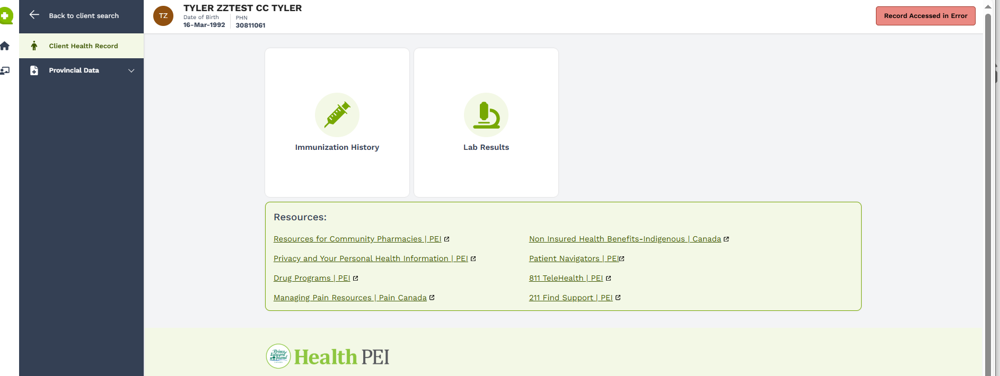 Back to client search
Client Health Record
Provincial Data
TZ
TYLER ZZTEST CC TYLER
Date of Birth
16-Mar-1992
PHN
30811061
Record Accessed in Error
Immunization History
Lab Results
Resources:
Resources for Community Pharmacies | PEI
Non Insured Health Benefits-Indigenous | Canada
Privacy and Your Personal Health Information | PEI
Patient Navigators | PEI
Drug Programs | PEI
811 TeleHealth | PEI
Managing Pain Resources | Pain Canada
211 Find Support | PEI
Prince
Edward
Island
CANADA
Health PEI